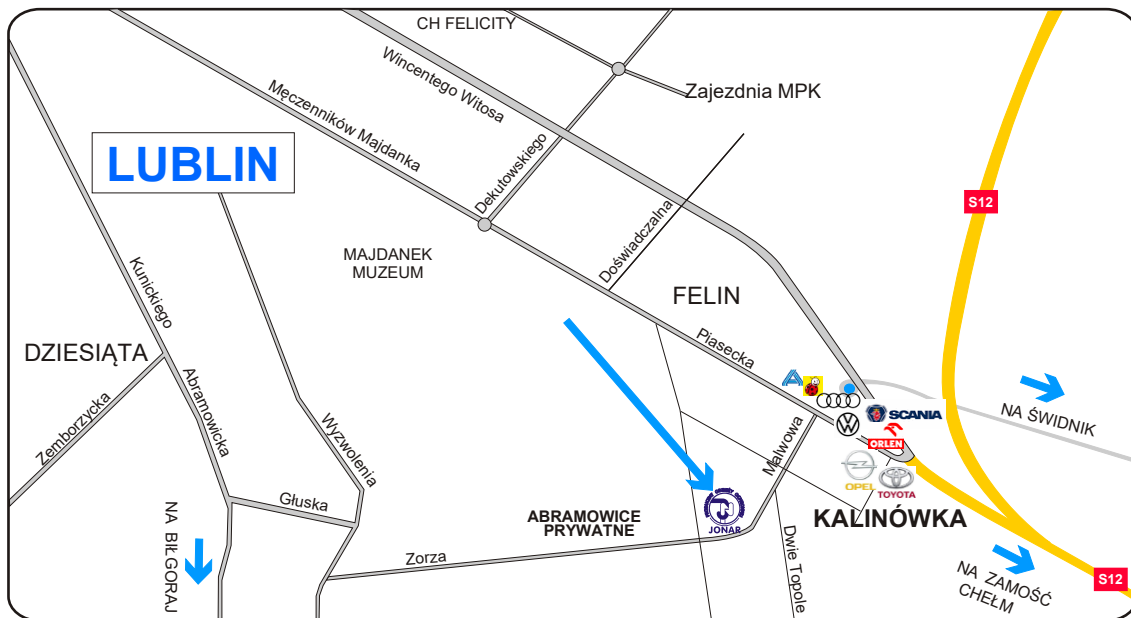 CH FELICITY
Wincentego Witosa
Zajezdnia MPK
Męczenników Majdanka
LUBLIN
Dekutowskiego
S12
Doświadczalna
MAJDANEK
MUZEUM
Kunickiego
FELIN
DZIESIĄTA
Piasecka
Abramowicka
Zemborzycka
Wyzwolenia
SCANIA
NA ŚWIDNIK
ORLEN
Malwowa
OPEL
TOYOTA
Głuska
ABRAMOWICE
PRYWATNE
JONAR
KALINÓWKA
NA BIŁGORAJ
Zorza
Dwie Topole
NA ZAMOŚĆ
CHEŁM
S12